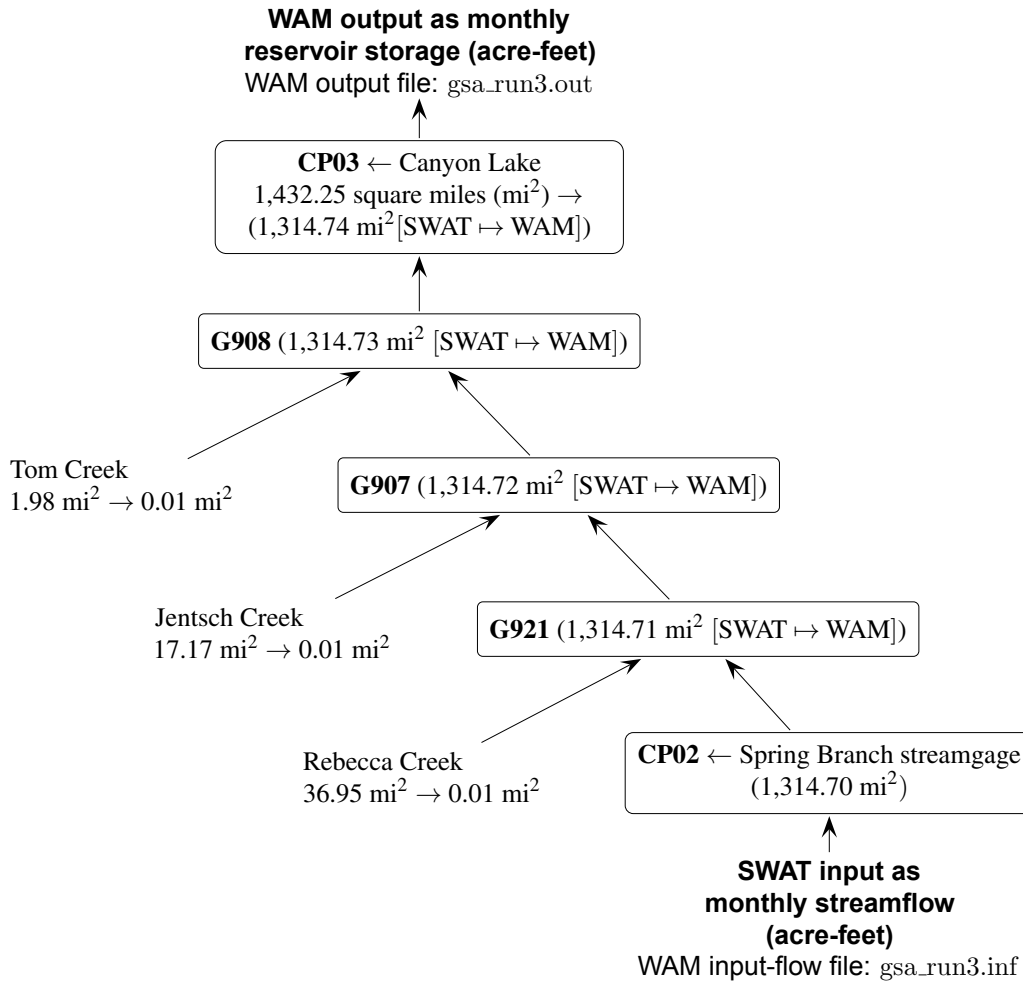 WAM output as monthly
reservoir storage (acre-feet)
WAM output file: gsa_run3.out
CP03 ← Canyon Lake
1,432.25 square miles (mi²) →
(1,314.74 mi²[SWAT ↦ WAM])
G908 (1,314.73 mi² [SWAT ↦ WAM])
Tom Creek
1.98 mi² → 0.01 mi²
G907 (1,314.72 mi² [SWAT ↦ WAM])
Jentsch Creek
17.17 mi² → 0.01 mi²
G921 (1,314.71 mi² [SWAT ↦ WAM])
Rebecca Creek
36.95 mi² → 0.01 mi²
CP02 ← Spring Branch streamgage
(1,314.70 mi²)
SWAT input as
monthly streamflow
(acre-feet)
WAM input-flow file: gsa_run3.inf